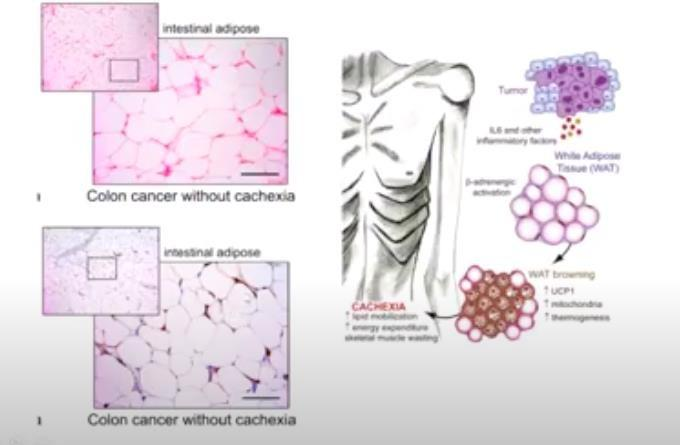 intestinal adipose
Colon cancer without cachexia
intestinal adipose
Colon cancer without cachexia
Tumor
IL6 and other
inflammatory factors
White Adipose
Tissue (WAT)
β-adrenergic
activation
WAT browning
↑ UCP1
↑ mitochondria
↑ thermogenesis
CACHEXIA
↑ lipid mobilization
↑ energy expenditure
skeletal muscle wasting